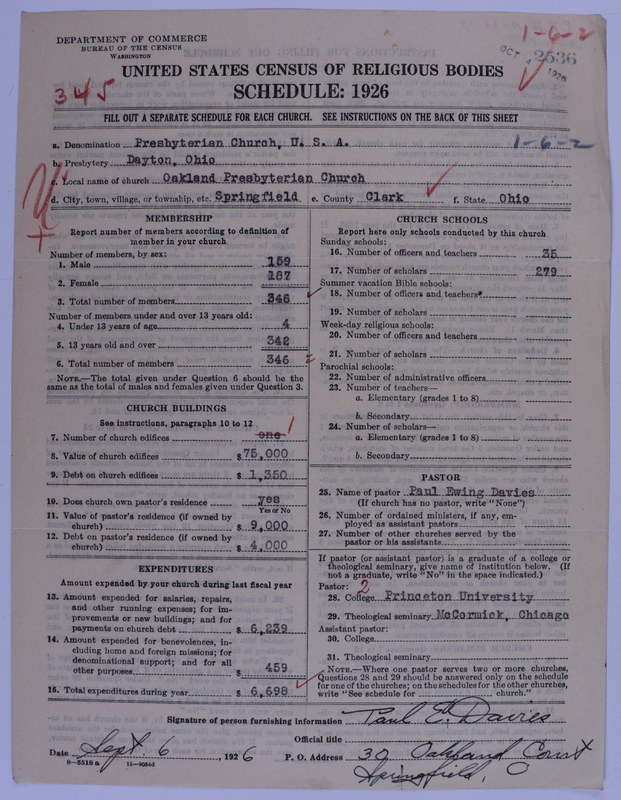 DEPARTMENT OF COMMERCE
BUREAU OF THE CENSUS
WASHINGTON
1-6-2
OCT 1926
2536
UNITED STATES CENSUS OF RELIGIOUS BODIES
345
SCHEDULE: 1926
FILL OUT A SEPARATE SCHEDULE FOR EACH CHURCH. SEE INSTRUCTIONS ON THE BACK OF THIS SHEET
a. Denomination Presbyterian Church, U. S. A. 1-6-2
b. Presbytery Dayton, Ohio
c. Local name of church Oakland Presbyterian Church
d. City, town, village, or township, etc. Springfield e. County Clark f. State Ohio
MEMBERSHIP
Report number of members according to definition of
member in your church
Number of members, by sex:
1. Male 159
2. Female 187
3. Total number of members 346
Number of members under and over 13 years old:
4. Under 13 years of age 4
5. 13 years old and over 342
6. Total number of members 346
NOTE.—The total given under Question 6 should be the
same as the total of males and females given under Question 3.
CHURCH BUILDINGS
See instructions, paragraphs 10 to 12
7. Number of church edifices one 1
8. Value of church edifices $75,000
9. Debt on church edifices $ 1,350
10. Does church own pastor's residence yes
Yes or No
11. Value of pastor's residence (if owned by
church) $ 9,000
12. Debt on pastor's residence (if owned by
church) $ 4,000
EXPENDITURES
Amount expended by your church during last fiscal year
13. Amount expended for salaries, repairs,
and other running expenses; for im-
provements or new buildings; and for
payments on church debt $ 6,239
14. Amount expended for benevolences, in-
cluding home and foreign missions; for
denominational support; and for all
other purposes $ 459
15. Total expenditures during year $ 6,698
CHURCH SCHOOLS
Report here only schools conducted by this church
Sunday schools:
16. Number of officers and teachers 35
17. Number of scholars 279
Summer vacation Bible schools:
18. Number of officers and teachers
19. Number of scholars
Week-day religious schools:
20. Number of officers and teachers
21. Number of scholars
Parochial schools:
22. Number of administrative officers
23. Number of teachers—
a. Elementary (grades 1 to 8)
b. Secondary
24. Number of scholars—
a. Elementary (grades 1 to 8)
b. Secondary
PASTOR
25. Name of pastor Paul Ewing Davies
(If church has no pastor, write "None")
26. Number of ordained ministers, if any, em-
ployed as assistant pastors
27. Number of other churches served by the
pastor or his assistants
If pastor (or assistant pastor) is a graduate of a college or
theological seminary, give name of institution below. (If
not a graduate, write "No" in the space indicated.)
Pastor: 2
28. College Princeton University
29. Theological seminary McCormick, Chicago
Assistant pastor:
30. College
31. Theological seminary
NOTE.—Where one pastor serves two or more churches,
Questions 28 and 29 should be answered only on the schedule
for one of the churches; on the schedules for the other churches,
write "See schedule for church."
Signature of person furnishing information Paul E. Davies
Official title
Date Sept 6, 1926 P. O. Address 30 Oakland Court
Springfield, O.
8-5518 a